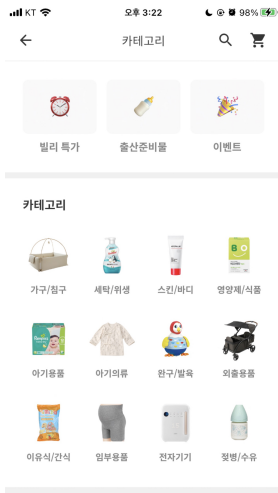 KT 오후 3:22 98%
카테고리
빌리 특가 출산준비물 이벤트
카테고리
가구/침구 세탁/위생 스킨/바디 영양제/식품
아기용품 아기의류 완구/발육 외출용품
이유식/간식 임부용품 전자기기 젖병/수유